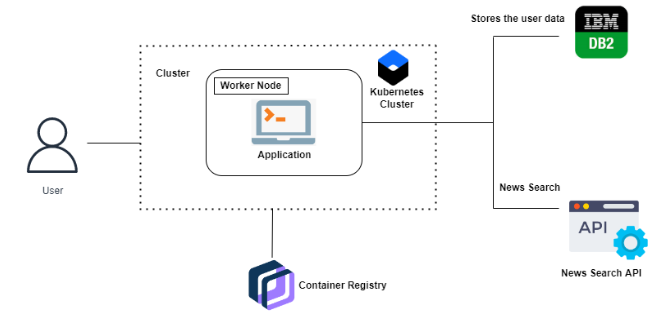 Stores the user data
IBM
DB2
Cluster
Worker Node
Kubernetes
Cluster
Application
User
News Search
API
Container Registry
News Search API